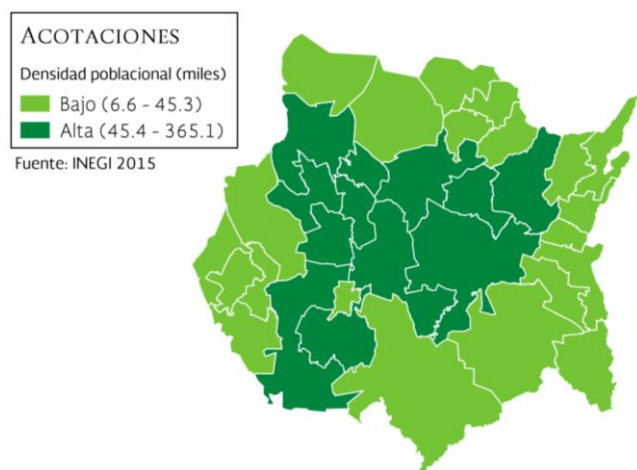 ACOTACIONES
Densidad poblacional (miles)
Bajo (6.6 - 45.3)
Alta (45.4 - 365.1)
Fuente: INEGI 2015